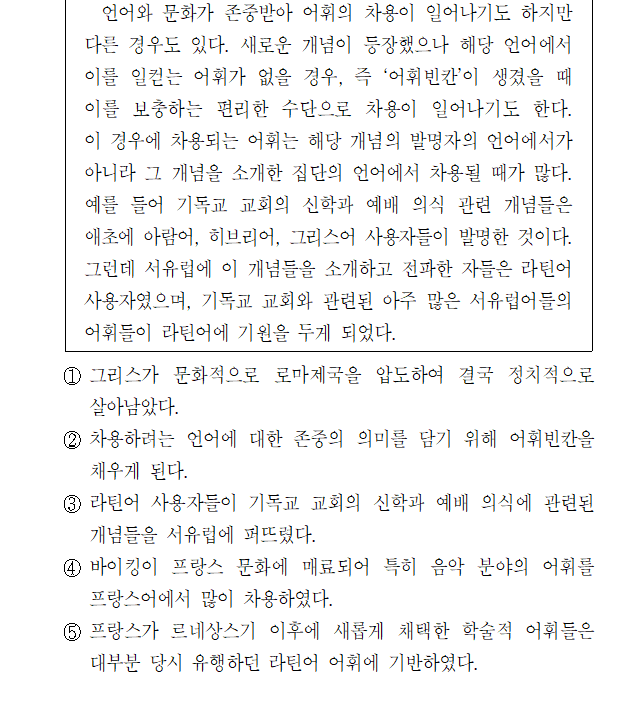 언어와 문화가 존중받아 어휘의 차용이 일어나기도 하지만
다른 경우도 있다. 새로운 개념이 등장했으나 해당 언어에서
이를 일컫는 어휘가 없을 경우, 즉 ‘어휘빈칸’이 생겼을 때
이를 보충하는 편리한 수단으로 차용이 일어나기도 한다.
이 경우에 차용되는 어휘는 해당 개념의 발명자의 언어에서가
아니라 그 개념을 소개한 집단의 언어에서 차용될 때가 많다.
예를 들어 기독교 교회의 신학과 예배 의식 관련 개념들은
애초에 아람어, 히브리어, 그리스어 사용자들이 발명한 것이다.
그런데 서유럽에 이 개념들을 소개하고 전파한 자들은 라틴어
사용자였으며, 기독교 교회와 관련된 아주 많은 서유럽어들의
어휘들이 라틴어에 기원을 두게 되었다.
① 그리스가 문화적으로 로마제국을 압도하여 결국 정치적으로
살아남았다.
② 차용하려는 언어에 대한 존중의 의미를 담기 위해 어휘빈칸을
채우게 된다.
③ 라틴어 사용자들이 기독교 교회의 신학과 예배 의식에 관련된
개념들을 서유럽에 퍼뜨렸다.
④ 바이킹이 프랑스 문화에 매료되어 특히 음악 분야의 어휘를
프랑스어에서 많이 차용하였다.
⑤ 프랑스가 르네상스기 이후에 새롭게 채택한 학술적 어휘들은
대부분 당시 유행하던 라틴어 어휘에 기반하였다.